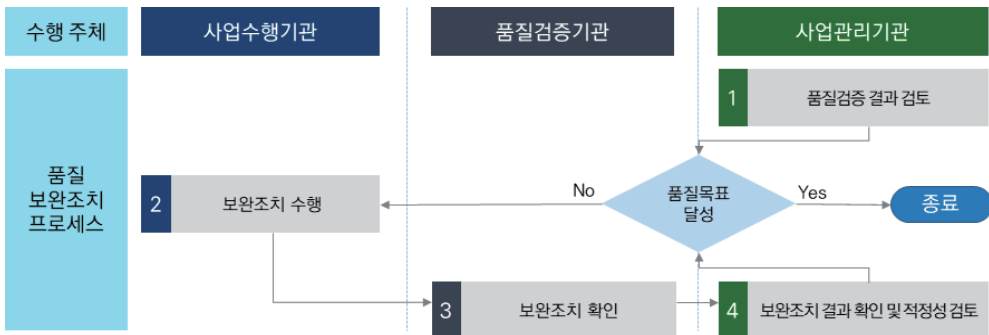 수행 주체
사업수행기관
품질검증기관
사업관리기관
품질
보완조치
프로세스
1
품질검증 결과 검토
2
보완조치 수행
No
품질목표
달성
Yes
종료
3
보완조치 확인
4
보완조치 결과 확인 및 적정성 검토